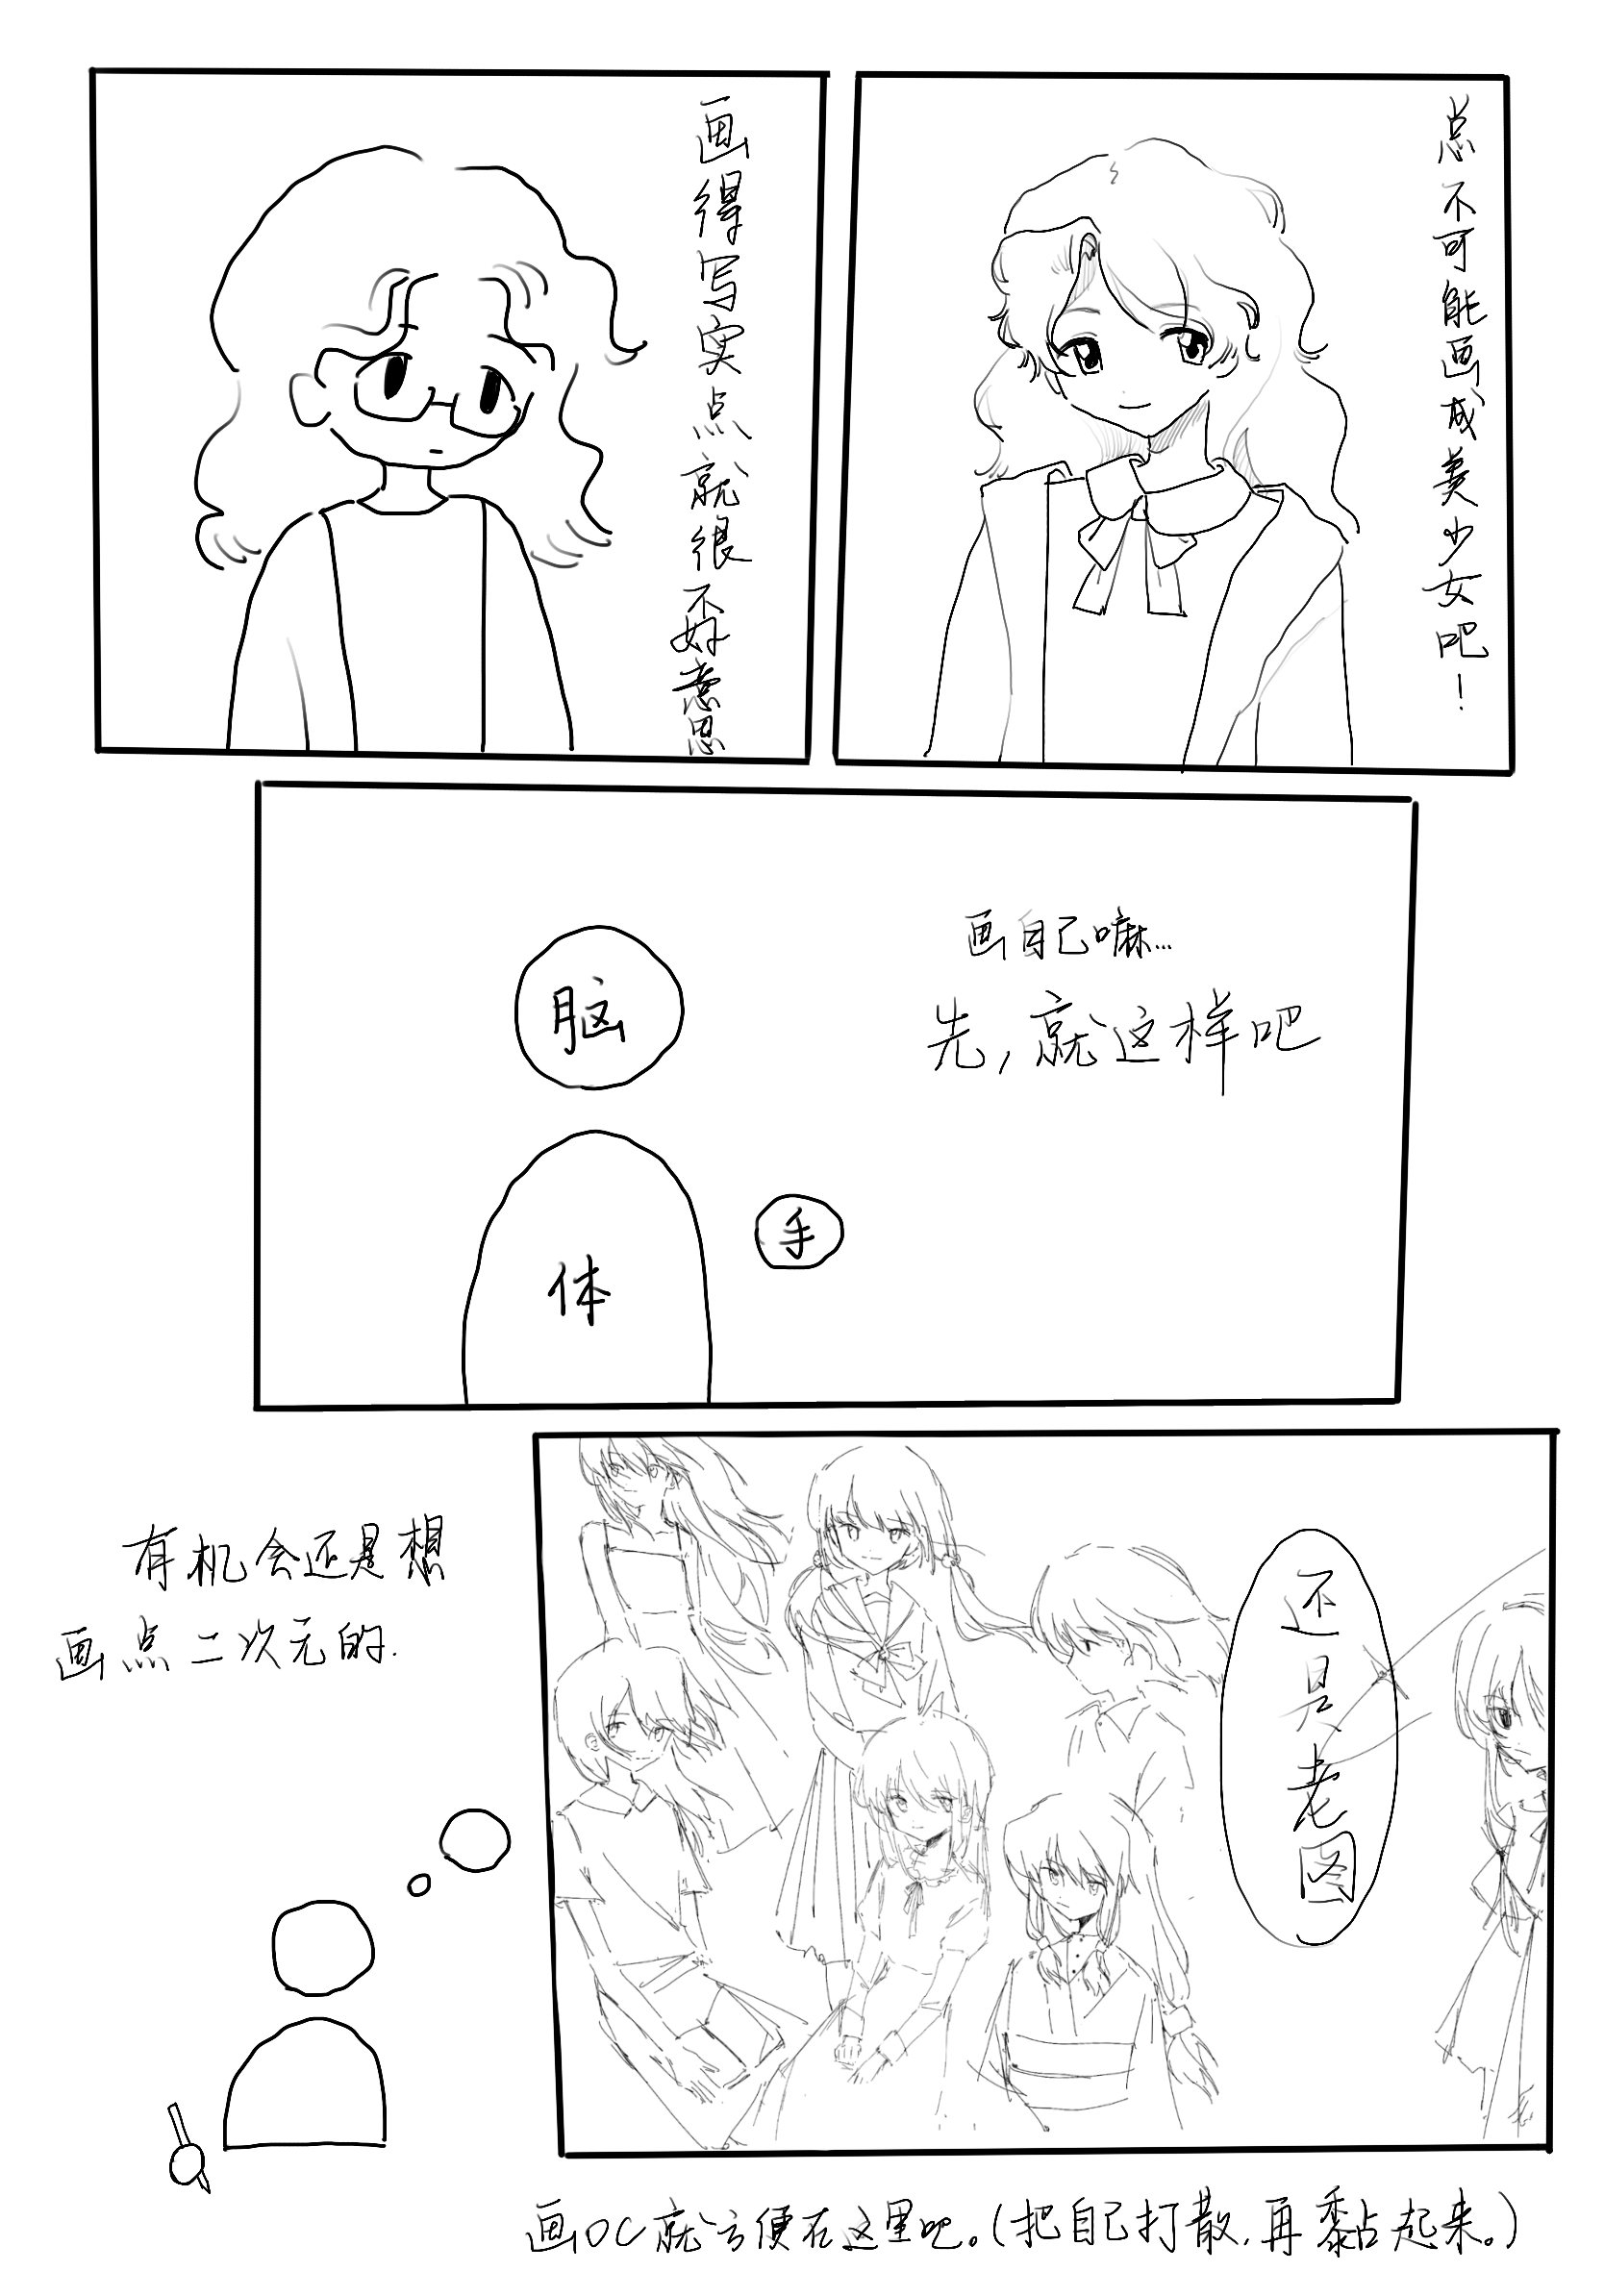 画得写实点就很不好意思
总不可能画成美少女吧！
脑
画自己嘛…
先，就这样吧
手
体
有机会还是想
画点二次元的.
还是老图
画OC就方便在这里吧。(把自己打散,再黏起来。)